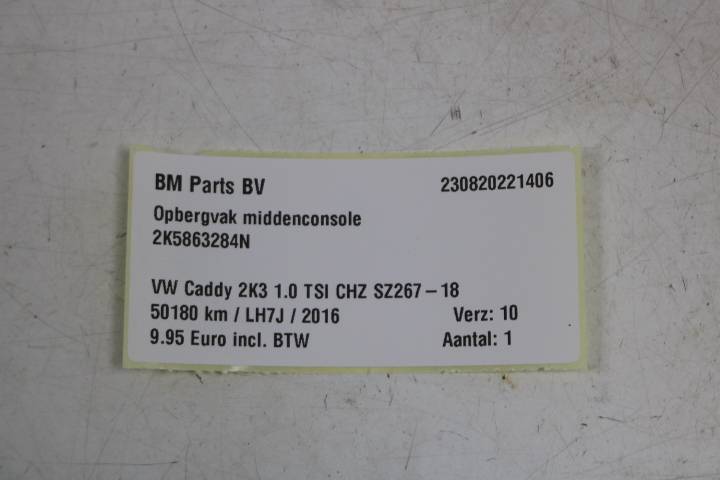 BM Parts BV 230820221406
Opbergvak middenconsole
2K5863284N
VW Caddy 2K3 1.0 TSI CHZ SZ267-18
50180 km / LH7J / 2016 Verz: 10
9.95 Euro incl. BTW Aantal: 1